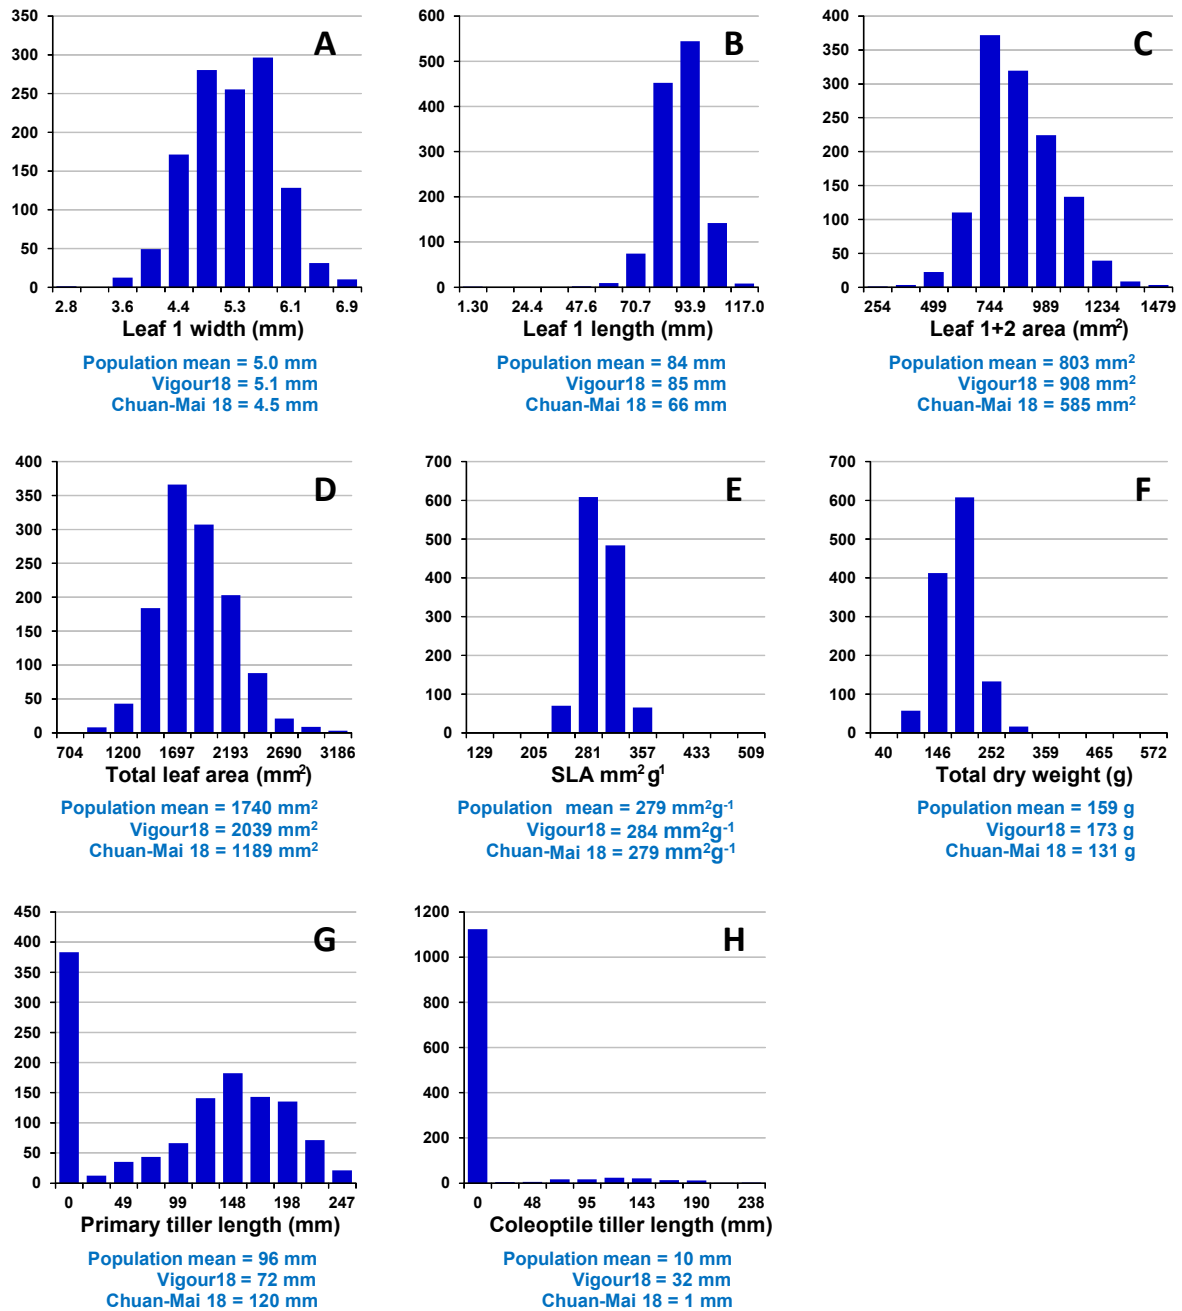 A
350
300
250
200
150
100
50
0
2.8 3.6 4.4 5.3 6.1 6.9
Leaf 1 width (mm)
Population mean = 5.0 mm
Vigour18 = 5.1 mm
Chuan-Mai 18 = 4.5 mm
B
600
500
400
300
200
100
0
1.30 24.4 47.6 70.7 93.9 117.0
Leaf 1 length (mm)
Population mean = 84 mm
Vigour18 = 85 mm
Chuan-Mai 18 = 66 mm
C
400
350
300
250
200
150
100
50
0
254 499 744 989 1234 1479
Leaf 1+2 area (mm²)
Population mean = 803 mm²
Vigour18 = 908 mm²
Chuan-Mai 18 = 585 mm²
D
400
350
300
250
200
150
100
50
0
704 1200 1697 2193 2690 3186
Total leaf area (mm²)
Population mean = 1740 mm²
Vigour18 = 2039 mm²
Chuan-Mai 18 = 1189 mm²
E
700
600
500
400
300
200
100
0
129 205 281 357 433 509
SLA mm²g¹
Population mean = 279 mm²g⁻¹
Vigour18 = 284 mm²g⁻¹
Chuan-Mai 18 = 279 mm²g⁻¹
F
700
600
500
400
300
200
100
0
40 146 252 359 465 572
Total dry weight (g)
Population mean = 159 g
Vigour18 = 173 g
Chuan-Mai 18 = 131 g
G
450
400
350
300
250
200
150
100
50
0
0 49 99 148 198 247
Primary tiller length (mm)
Population mean = 96 mm
Vigour18 = 72 mm
Chuan-Mai 18 = 120 mm
H
1200
1000
800
600
400
200
0
0 48 95 143 190 238
Coleoptile tiller length (mm)
Population mean = 10 mm
Vigour18 = 32 mm
Chuan-Mai 18 = 1 mm